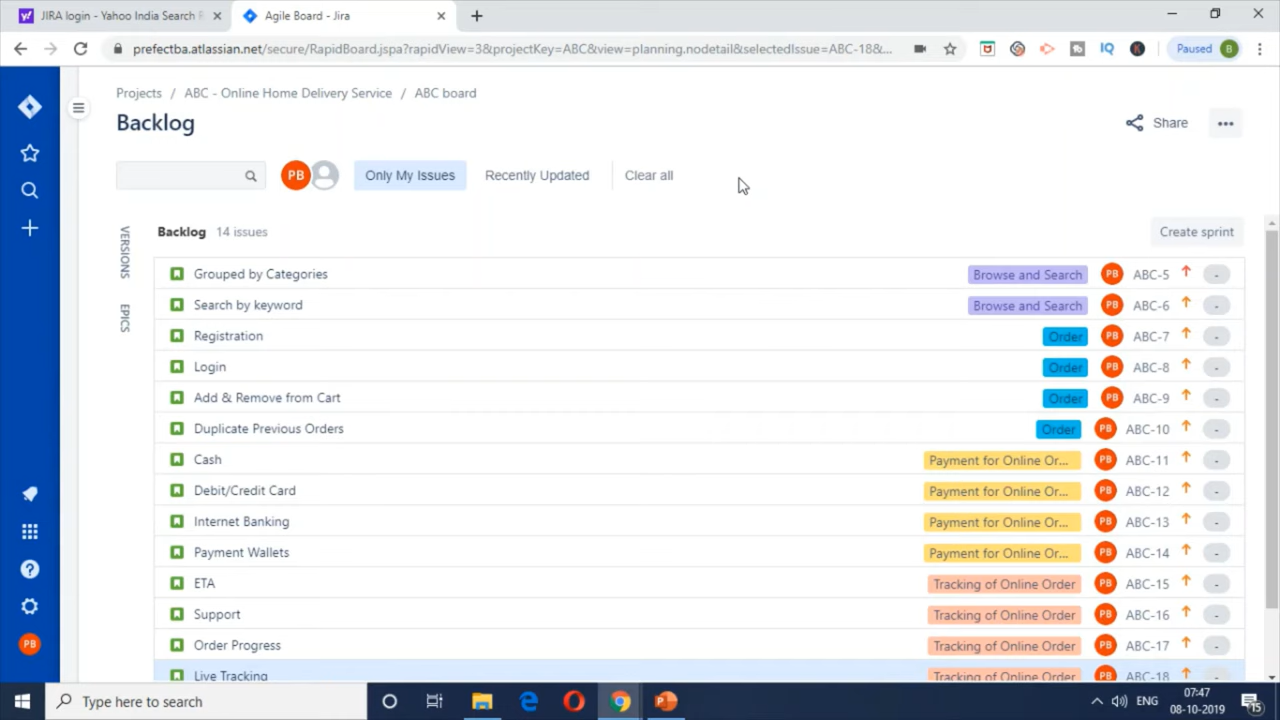 JIRA login - Yahoo India Search R
Agile Board - Jira
prefectba.atlassian.net/secure/RapidBoard.jspa?rapidView=3&projectKey=ABC&view=planning.nodetail&selectedIssue=ABC-18&...
IQ
K
Paused B
Projects / ABC - Online Home Delivery Service / ABC board
Backlog
Share
PB
Only My Issues
Recently Updated
Clear all
VERSIONS
EPICS
Backlog 14 issues
Create sprint
Grouped by Categories Browse and Search PB ABC-5 -
Search by keyword Browse and Search PB ABC-6 -
Registration Order PB ABC-7 -
Login Order PB ABC-8 -
Add & Remove from Cart Order PB ABC-9 -
Duplicate Previous Orders Order PB ABC-10 -
Cash Payment for Online Or... PB ABC-11 -
Debit/Credit Card Payment for Online Or... PB ABC-12 -
Internet Banking Payment for Online Or... PB ABC-13 -
Payment Wallets Payment for Online Or... PB ABC-14 -
ETA Tracking of Online Order PB ABC-15 -
Support Tracking of Online Order PB ABC-16 -
Order Progress Tracking of Online Order PB ABC-17 -
Live Tracking Tracking of Online Order PB ABC-18 -
PB
Type here to search
ENG
07:47
08-10-2019
15